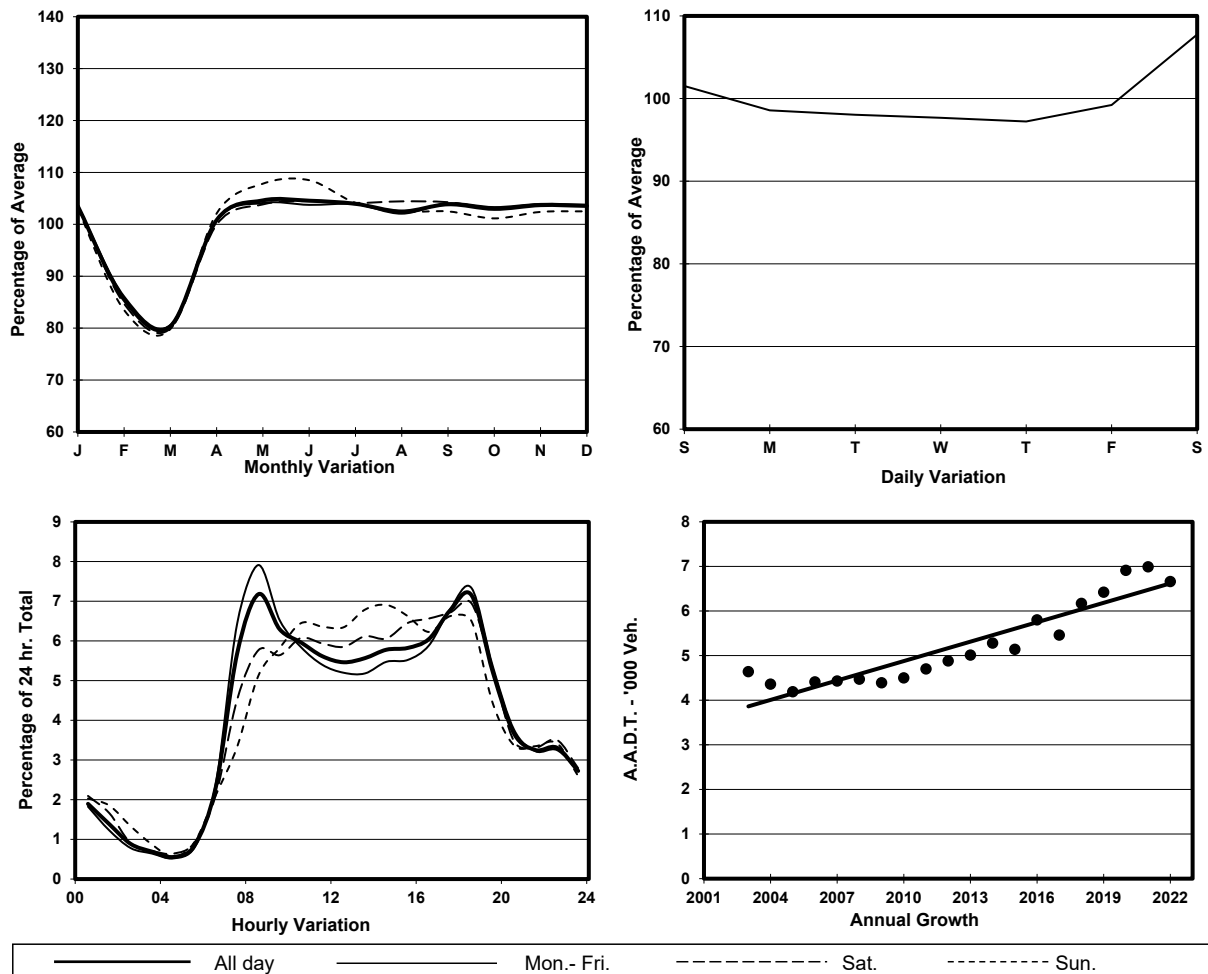 140
130
120
110
100
90
80
70
60
Percentage of Average
J F M A M J J A S O N D
Monthly Variation
110
100
90
80
70
60
Percentage of Average
S M T W T F S
Daily Variation
9
8
7
6
5
4
3
2
1
0
Percentage of 24 hr. Total
00 04 08 12 16 20 24
Hourly Variation
8
7
6
5
4
3
2
1
0
A.A.D.T. - '000 Veh.
2001 2004 2007 2010 2013 2016 2019 2022
Annual Growth
All day Mon.- Fri. Sat. Sun.